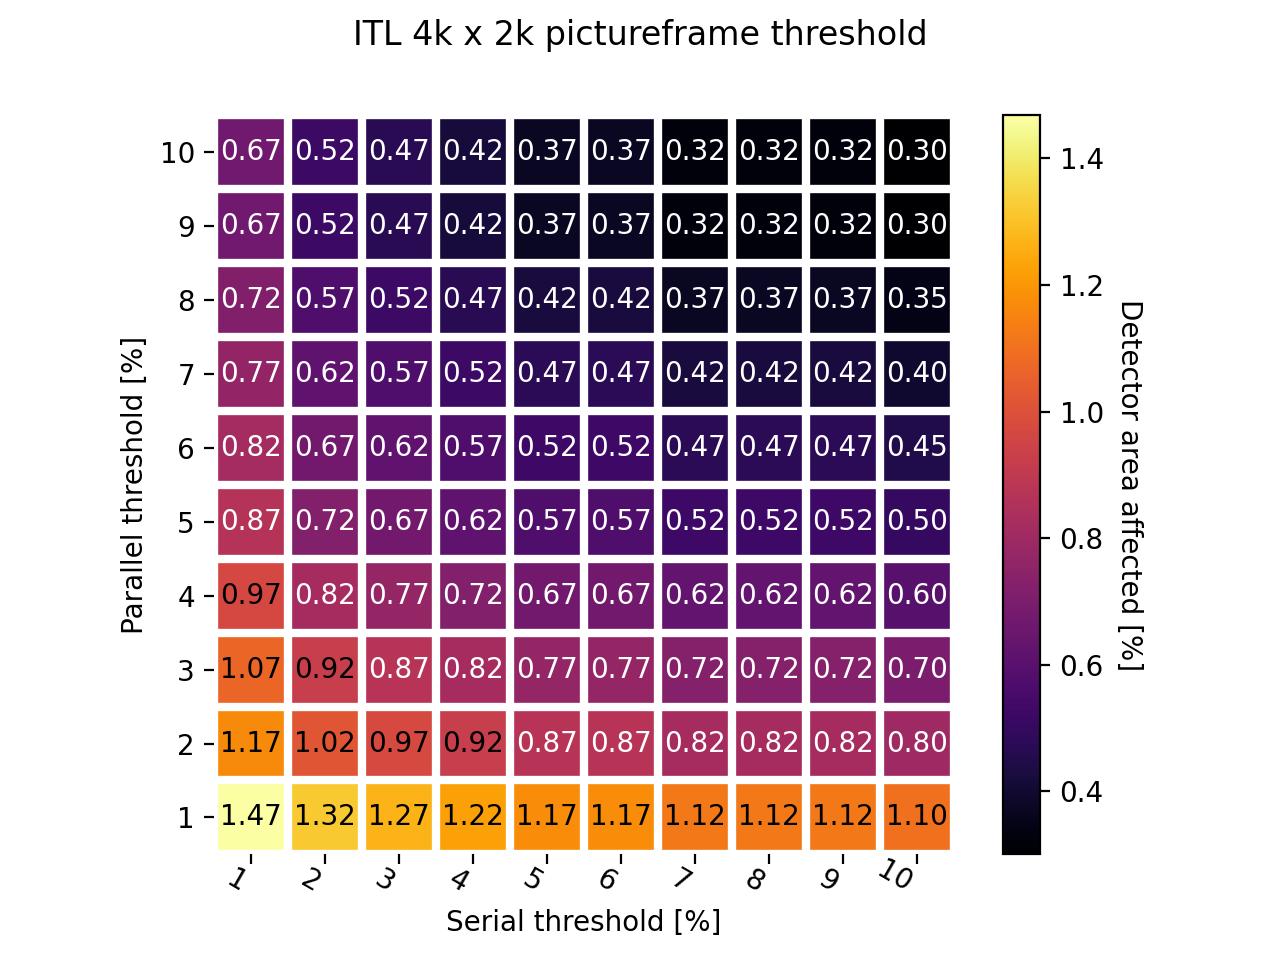 ITL 4k x 2k pictureframe threshold
10 0.67 0.52 0.47 0.42 0.37 0.37 0.32 0.32 0.32 0.30
9 0.67 0.52 0.47 0.42 0.37 0.37 0.32 0.32 0.32 0.30
8 0.72 0.57 0.52 0.47 0.42 0.42 0.37 0.37 0.37 0.35
7 0.77 0.62 0.57 0.52 0.47 0.47 0.42 0.42 0.42 0.40
6 0.82 0.67 0.62 0.57 0.52 0.52 0.47 0.47 0.47 0.45
5 0.87 0.72 0.67 0.62 0.57 0.57 0.52 0.52 0.52 0.50
4 0.97 0.82 0.77 0.72 0.67 0.67 0.62 0.62 0.62 0.60
3 1.07 0.92 0.87 0.82 0.77 0.77 0.72 0.72 0.72 0.70
2 1.17 1.02 0.97 0.92 0.87 0.87 0.82 0.82 0.82 0.80
1 1.47 1.32 1.27 1.22 1.17 1.17 1.12 1.12 1.12 1.10
1 2 3 4 5 6 7 8 9 10
Serial threshold [%]
Parallel threshold [%]
1.4
1.2
1.0
0.8
0.6
0.4
Detector area affected [%]